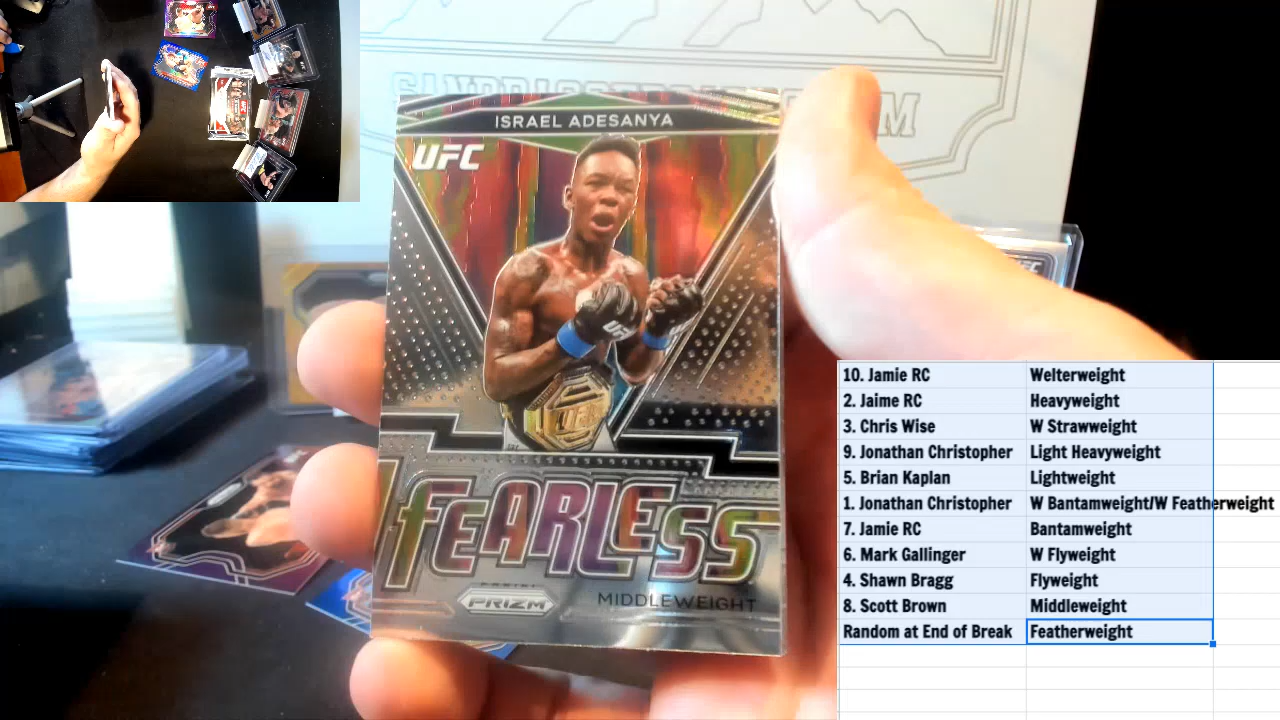 ISRAEL ADESANYA
UFC
FEARLESS
PANINI
PRIZM
MIDDLEWEIGHT
10. Jamie RC Welterweight
2. Jaime RC Heavyweight
3. Chris Wise W Strawweight
9. Jonathan Christopher Light Heavyweight
5. Brian Kaplan Lightweight
1. Jonathan Christopher W Bantamweight/W Featherweight
7. Jamie RC Bantamweight
6. Mark Gallinger W Flyweight
4. Shawn Bragg Flyweight
8. Scott Brown Middleweight
Random at End of Break Featherweight